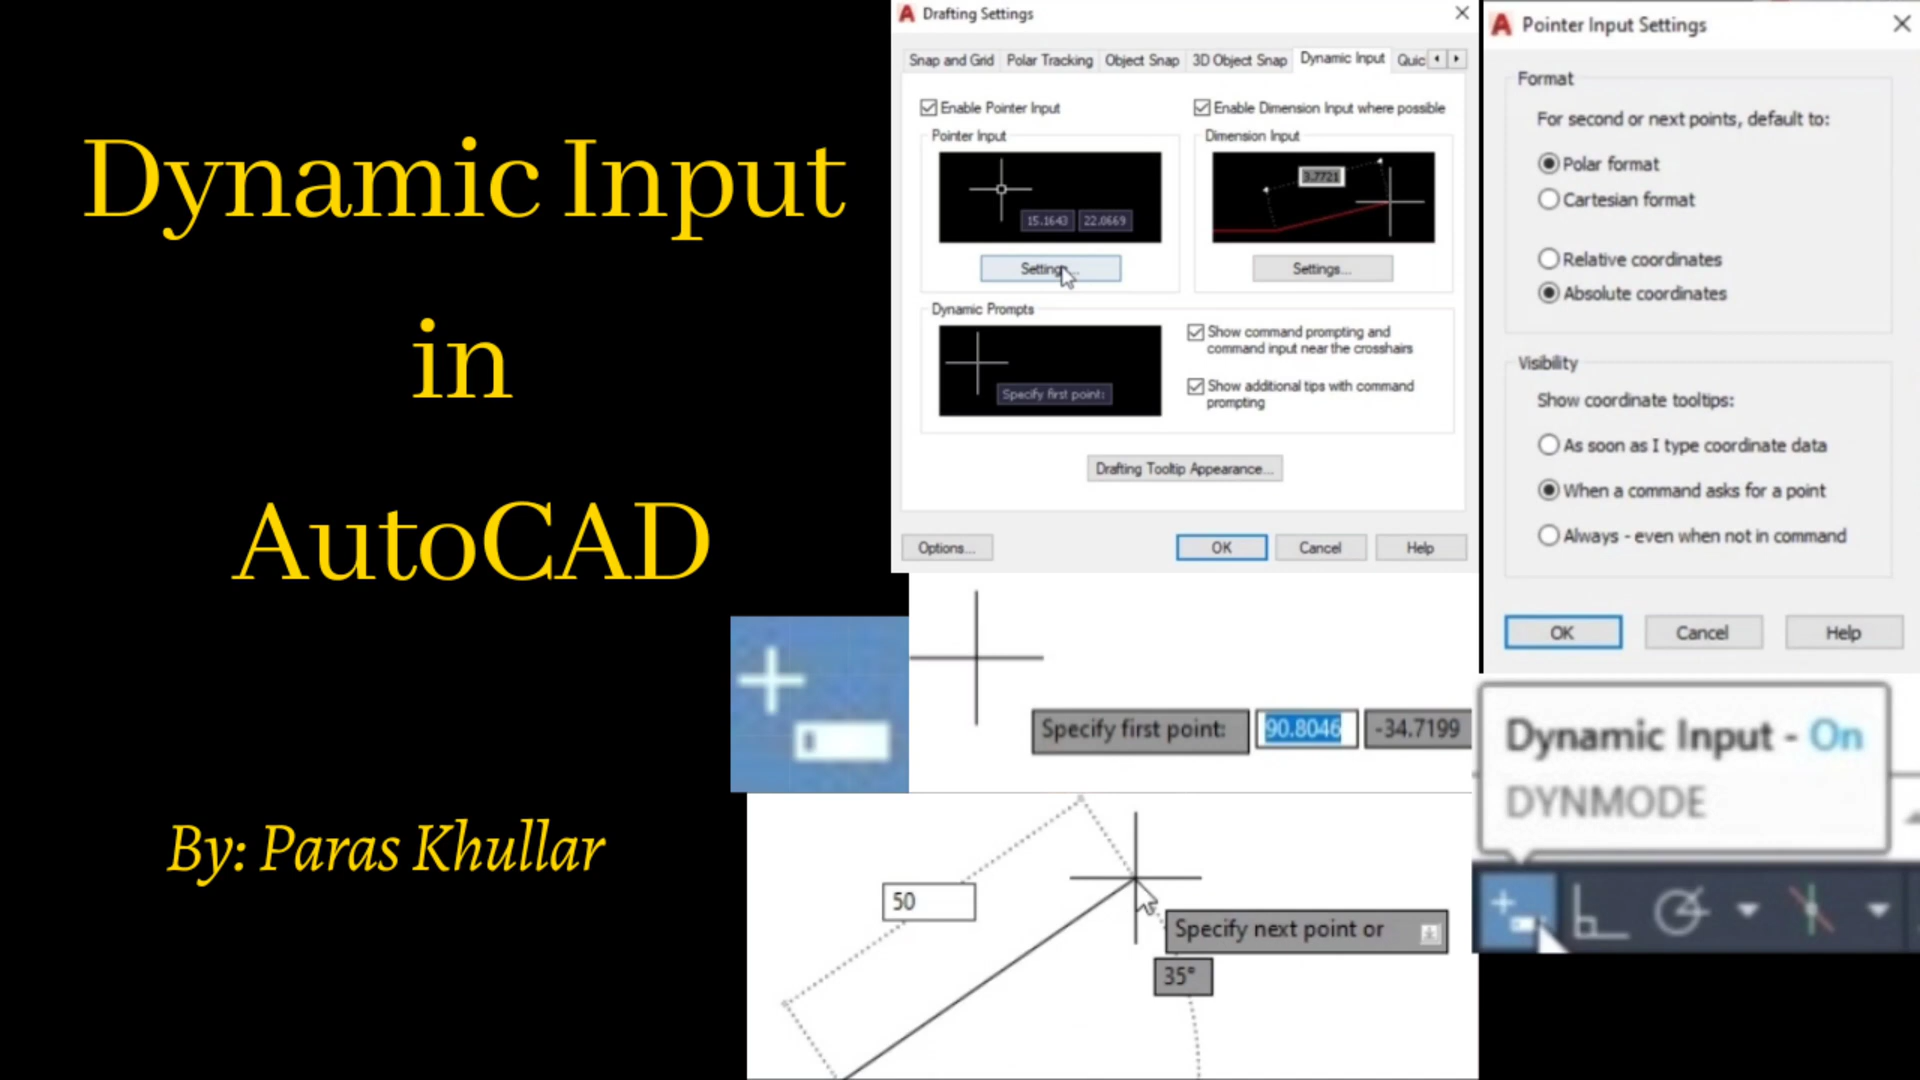 Dynamic Input
in
AutoCAD
By: Paras Khullar
Drafting Settings
Snap and Grid
Polar Tracking
Object Snap
3D Object Snap
Dynamic Input
Quic
Enable Pointer Input
Enable Dimension Input where possible
Pointer Input
15.1643 22.0669
Settings...
Dimension Input
3.7721
Settings...
Dynamic Prompts
Specify first point:
Show command prompting and
command input near the crosshairs
Show additional tips with command
prompting
Drafting Tooltip Appearance...
Options...
OK
Cancel
Help
Pointer Input Settings
Format
For second or next points, default to:
Polar format
Cartesian format
Relative coordinates
Absolute coordinates
Visibility
Show coordinate tooltips:
As soon as I type coordinate data
When a command asks for a point
Always - even when not in command
OK
Cancel
Help
Specify first point: 90.8046 -34.7199
50
Specify next point or
35°
Dynamic Input - On
DYNMODE